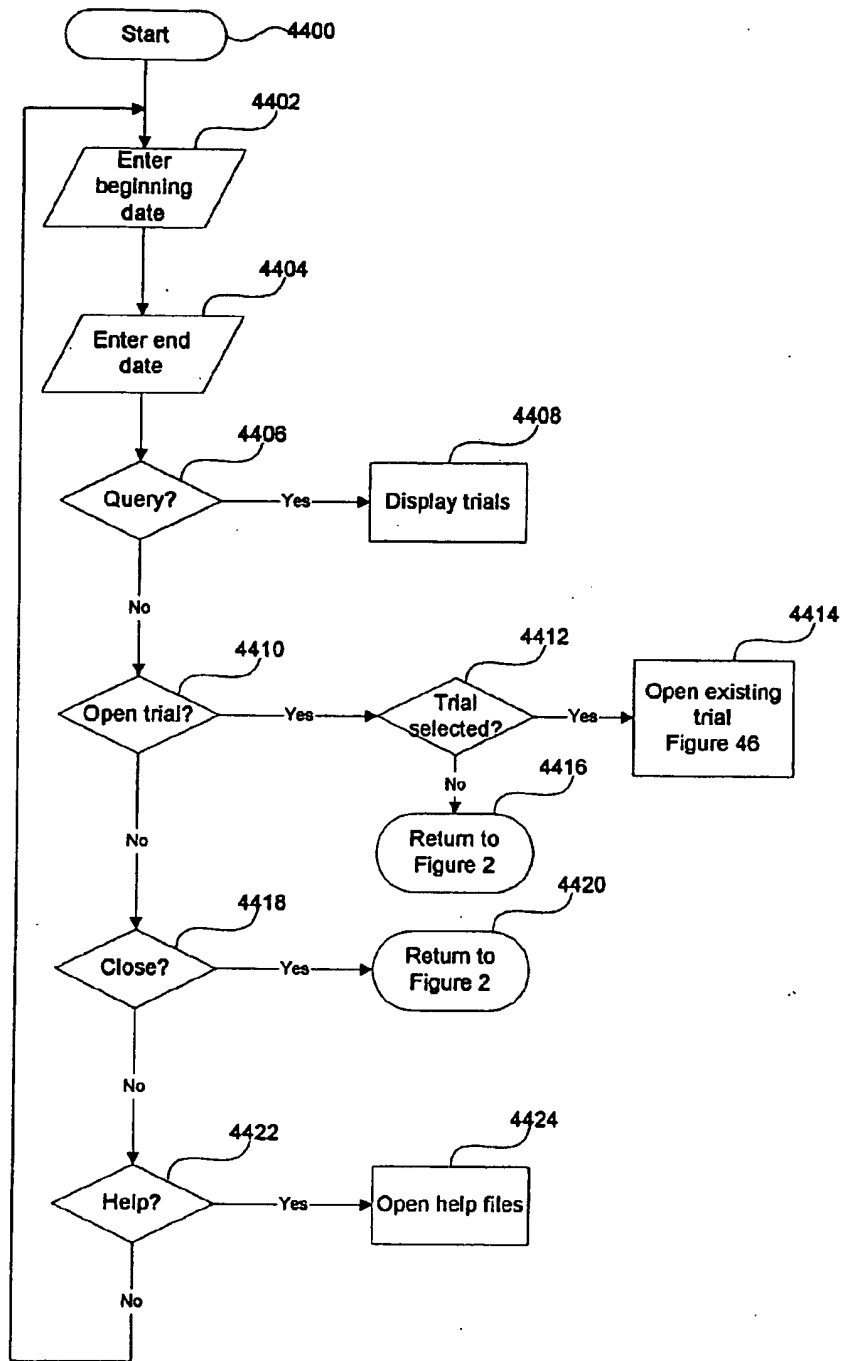 Start
4400
4402
Enter
beginning
date
4404
Enter end
date
4406
4408
Query?
Yes
Display trials
No
4410
4412
4414
Open trial?
Yes
Trial
selected?
Yes
Open existing
trial
Figure 46
No
4416
No
Return to
Figure 2
4418
4420
Close?
Yes
Return to
Figure 2
No
4422
4424
Help?
Yes
Open help files
No